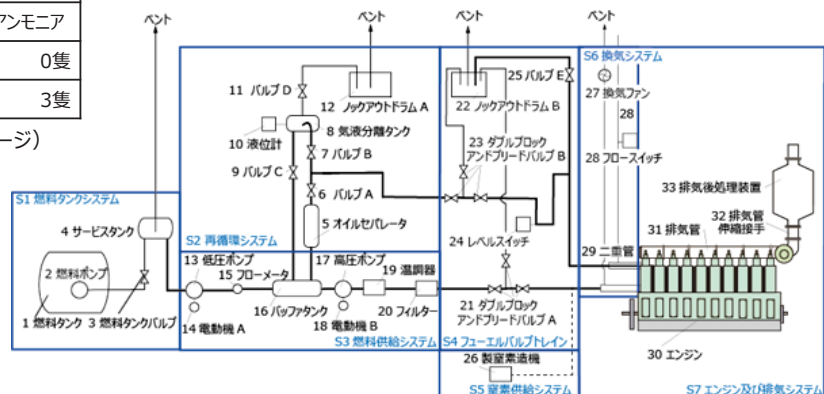 アンモニア
0隻
3隻
ージ)
ベント
ベント
ベント
ベント
S6 換気システム
11 バルブ D
12 ノックアウトドラム A
25 バルブ E
22 ノックアウトドラム B
27 換気ファン
28
10 液位計
8 気液分離タンク
7 バルブ B
9 バルブ C
23 ダブルブロック
アンドブリードバルブ B
28 フロースイッチ
33 排気後処理装置
6 バルブ A
S1 燃料タンクシステム
4 サービスタンク
5 オイルセパレータ
32 排気管
伸縮接手
31 排気管
S2 再循環システム
24 レベルスイッチ
29 二重管
2 燃料ポンプ
13 低圧ポンプ
17 高圧ポンプ
15 フローメータ
19 温調器
1 燃料タンク
3 燃料タンクバルブ
14 電動機 A
16 バッファタンク
18 電動機 B
20 フィルター
21 ダブルブロック
アンドブリードバルブ A
S3 燃料供給システム
S4 フューエルバルブトレイン
30 エンジン
26 製窒素造機
S5 窒素供給システム
S7 エンジン及び排気システム